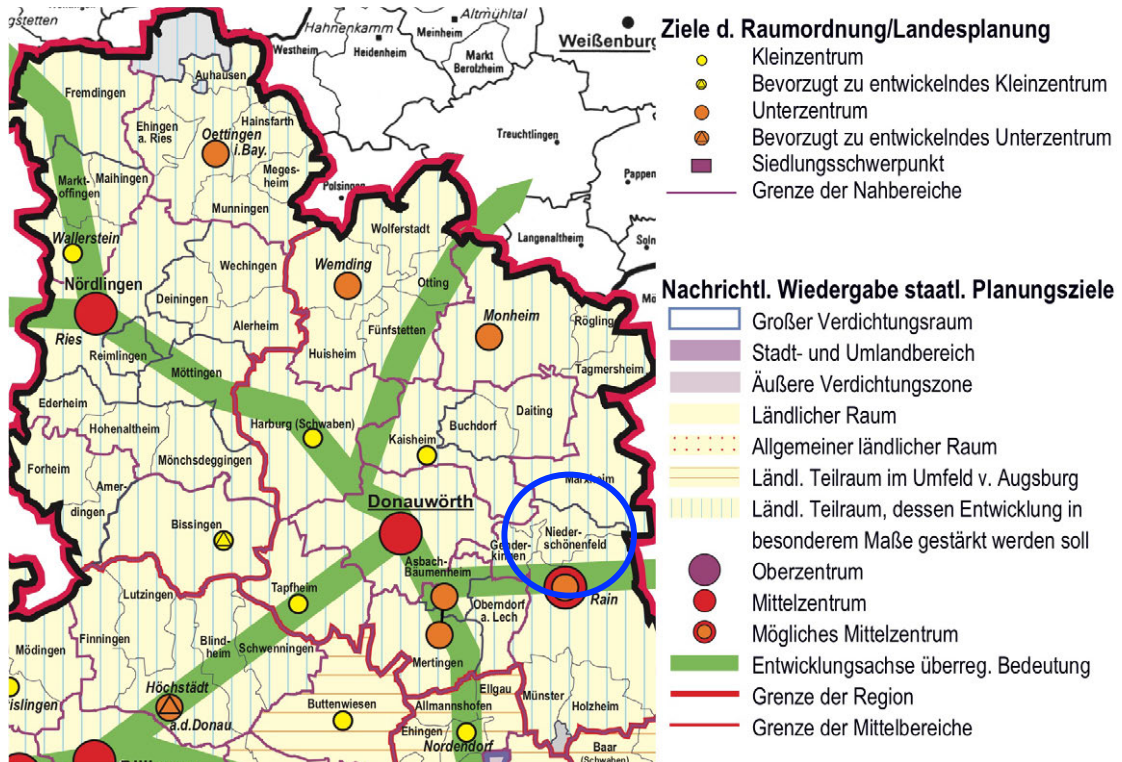 Altmühltal
Hahnenkamm
Meinheim
Westheim
Heidenheim
Markt
Berolzheim
Weißenburg
Auhausen
Fremdingen
Ehingen
a. Ries
Hainsfarth
Oettingen
i.Bay.
Treuchtlingen
Megesheim
Markt-
offingen
Maihingen
Polsingen
Munningen
Pappen
Wolferstadt
Langenaltheim
Soln
Wallerstein
Wemding
Wechingen
Otting
Nördlingen
Deiningen
Mö
Rögling
Monheim
Ries
Alerheim
Fünfstetten
Reimlingen
Huisheim
Tagmersheim
Möttingen
Ederheim
Daiting
Hohenaltheim
Harburg (Schwaben)
Buchdorf
Kaisheim
Forheim
Mönchsdeggingen
Amer-
dingen
Marxheim
Donauwörth
Bissingen
Nieder-
schönenfeld
Gender-
kingen
Asbach-
Bäumenheim
Lutzingen
Tapfheim
Rain
Oberndorf
a. Lech
Finningen
Blind-
heim
Schwenningen
Mödingen
Mertingen
Höchstädt
a.d.Donau
islingen
Ellgau
Münster
Buttenwiesen
Allmannshofen
Holzheim
Ehingen
Nordendorf
Baar
(Schwaben)
Ziele d. Raumordnung/Landesplanung
Kleinzentrum
Bevorzugt zu entwickelndes Kleinzentrum
Unterzentrum
Bevorzugt zu entwickelndes Unterzentrum
Siedlungsschwerpunkt
Grenze der Nahbereiche
Nachrichtl. Wiedergabe staatl. Planungsziele
Großer Verdichtungsraum
Stadt- und Umlandbereich
Äußere Verdichtungszone
Ländlicher Raum
Allgemeiner ländlicher Raum
Ländl. Teilraum im Umfeld v. Augsburg
Ländl. Teilraum, dessen Entwicklung in
besonderem Maße gestärkt werden soll
Oberzentrum
Mittelzentrum
Mögliches Mittelzentrum
Entwicklungsachse überreg. Bedeutung
Grenze der Region
Grenze der Mittelbereiche